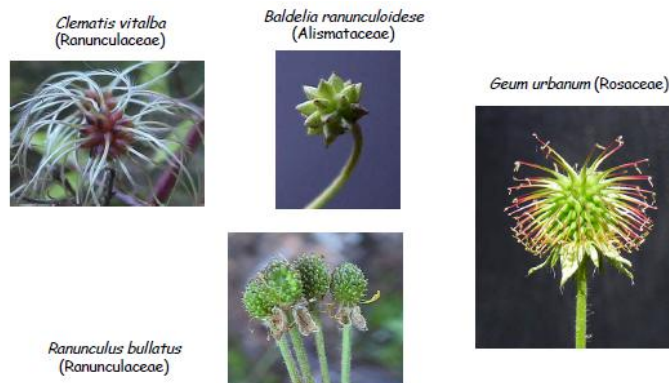 Clematis vitalba
(Ranunculaceae)
Baldelia ranunculoidese
(Alismataceae)
Geum urbanum (Rosaceae)
Ranunculus bullatus
(Ranunculaceae)